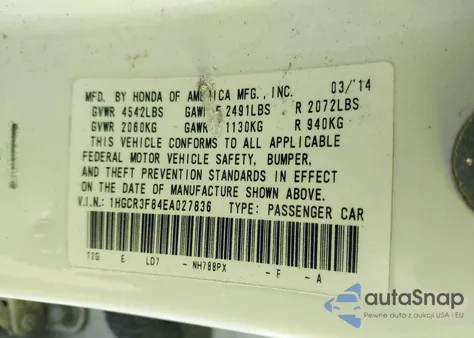 MFD. BY HONDA OF AMERICA MFG., INC. 03/'14
GVWR 4542LBS GAWR F 2491LBS R 2072LBS
GVWR 2060KG GAWR 1130KG R 940KG
THIS VEHICLE CONFORMS TO ALL APPLICABLE
FEDERAL MOTOR VEHICLE SAFETY, BUMPER,
AND THEFT PREVENTION STANDARDS IN EFFECT
ON THE DATE OF MANUFACTURE SHOWN ABOVE.
V.I.N.: 1HGCR3F84EA027836 TYPE: PASSENGER CAR
T2G E LD7 - NH788PX - F - A
autoSnap
Pewne auta z aukcji USA i EU